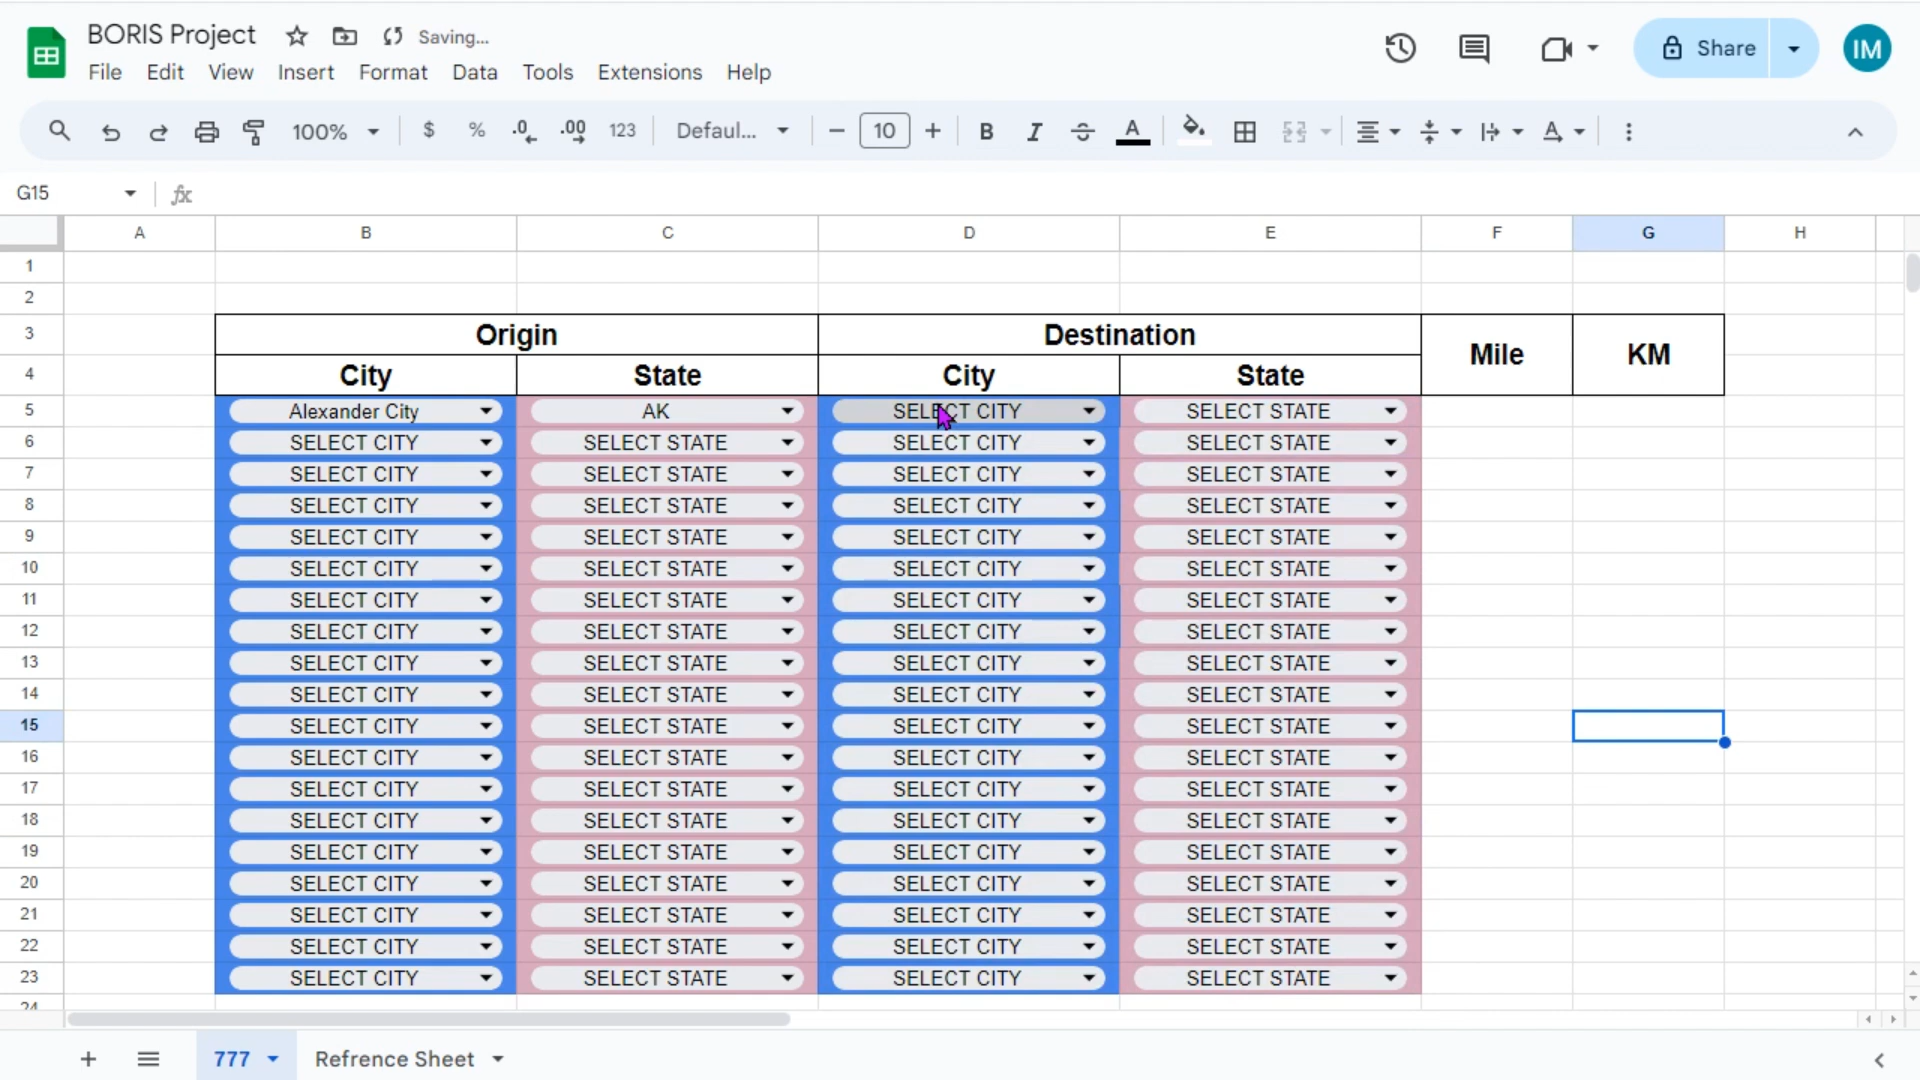 BORIS Project Saving...
File Edit View Insert Format Data Tools Extensions Help
Share
IM
100% $ % .0 .00 123 Defaul... 10 B I A A
G15 fx
A B C D E F G H
1
2
3 Origin Destination Mile KM
4 City State City State
5 Alexander City AK SELECT CITY SELECT STATE
6 SELECT CITY SELECT STATE SELECT CITY SELECT STATE
7 SELECT CITY SELECT STATE SELECT CITY SELECT STATE
8 SELECT CITY SELECT STATE SELECT CITY SELECT STATE
9 SELECT CITY SELECT STATE SELECT CITY SELECT STATE
10 SELECT CITY SELECT STATE SELECT CITY SELECT STATE
11 SELECT CITY SELECT STATE SELECT CITY SELECT STATE
12 SELECT CITY SELECT STATE SELECT CITY SELECT STATE
13 SELECT CITY SELECT STATE SELECT CITY SELECT STATE
14 SELECT CITY SELECT STATE SELECT CITY SELECT STATE
15 SELECT CITY SELECT STATE SELECT CITY SELECT STATE
16 SELECT CITY SELECT STATE SELECT CITY SELECT STATE
17 SELECT CITY SELECT STATE SELECT CITY SELECT STATE
18 SELECT CITY SELECT STATE SELECT CITY SELECT STATE
19 SELECT CITY SELECT STATE SELECT CITY SELECT STATE
20 SELECT CITY SELECT STATE SELECT CITY SELECT STATE
21 SELECT CITY SELECT STATE SELECT CITY SELECT STATE
22 SELECT CITY SELECT STATE SELECT CITY SELECT STATE
23 SELECT CITY SELECT STATE SELECT CITY SELECT STATE
24
777 Refrence Sheet